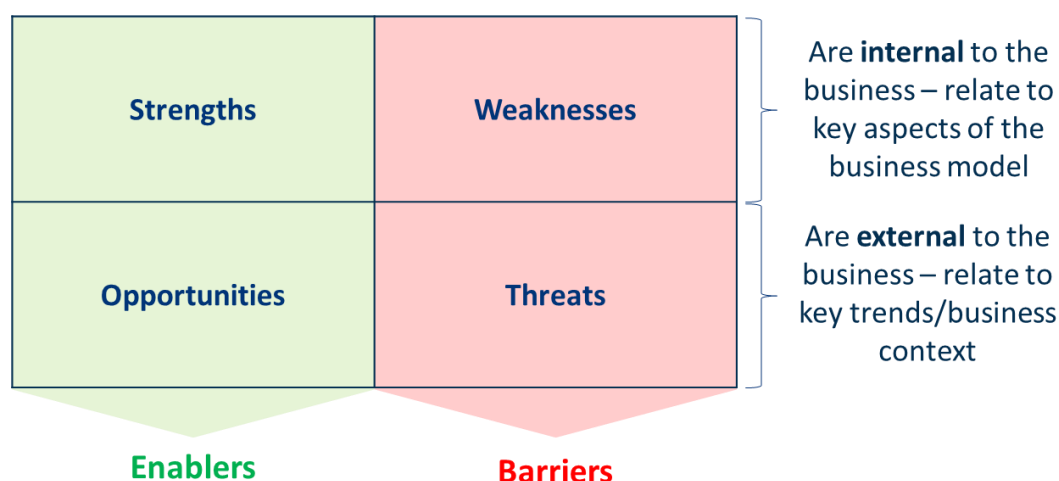 Strengths
Weaknesses
Are internal to the
business – relate to
key aspects of the
business model
Opportunities
Threats
Are external to the
business – relate to
key trends/business
context
Enablers
Barriers